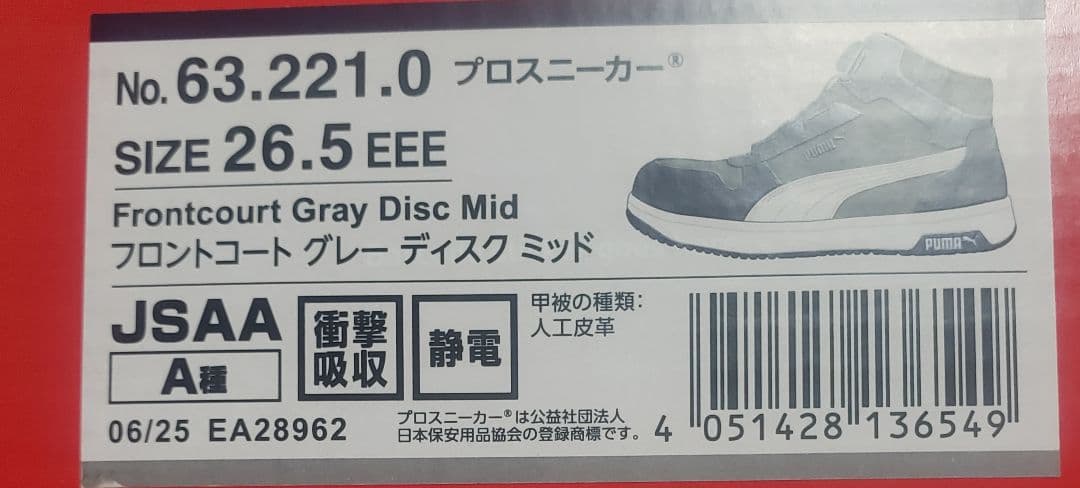 No. 63.221.0 プロスニーカー®
SIZE 26.5 EEE
Frontcourt Gray Disc Mid
フロントコート グレー ディスク ミッド
PUMA
PUMA
JSAA
A種
衝撃
吸収
静電
甲被の種類:
人工皮革
06/25 EA28962
プロスニーカー®は公益社団法人
日本保安用品協会の登録商標です。
4 051428 136549